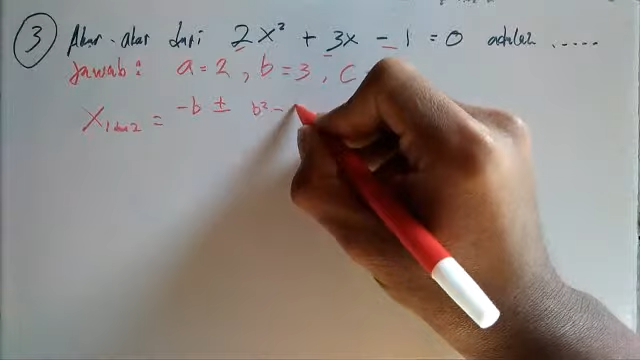 3 Akar-akar dari 2x² + 3x - 1 = 0 adalah .....
Jawab: a = 2, b = 3, c
X₁ dan ₂ = -b ± b² -